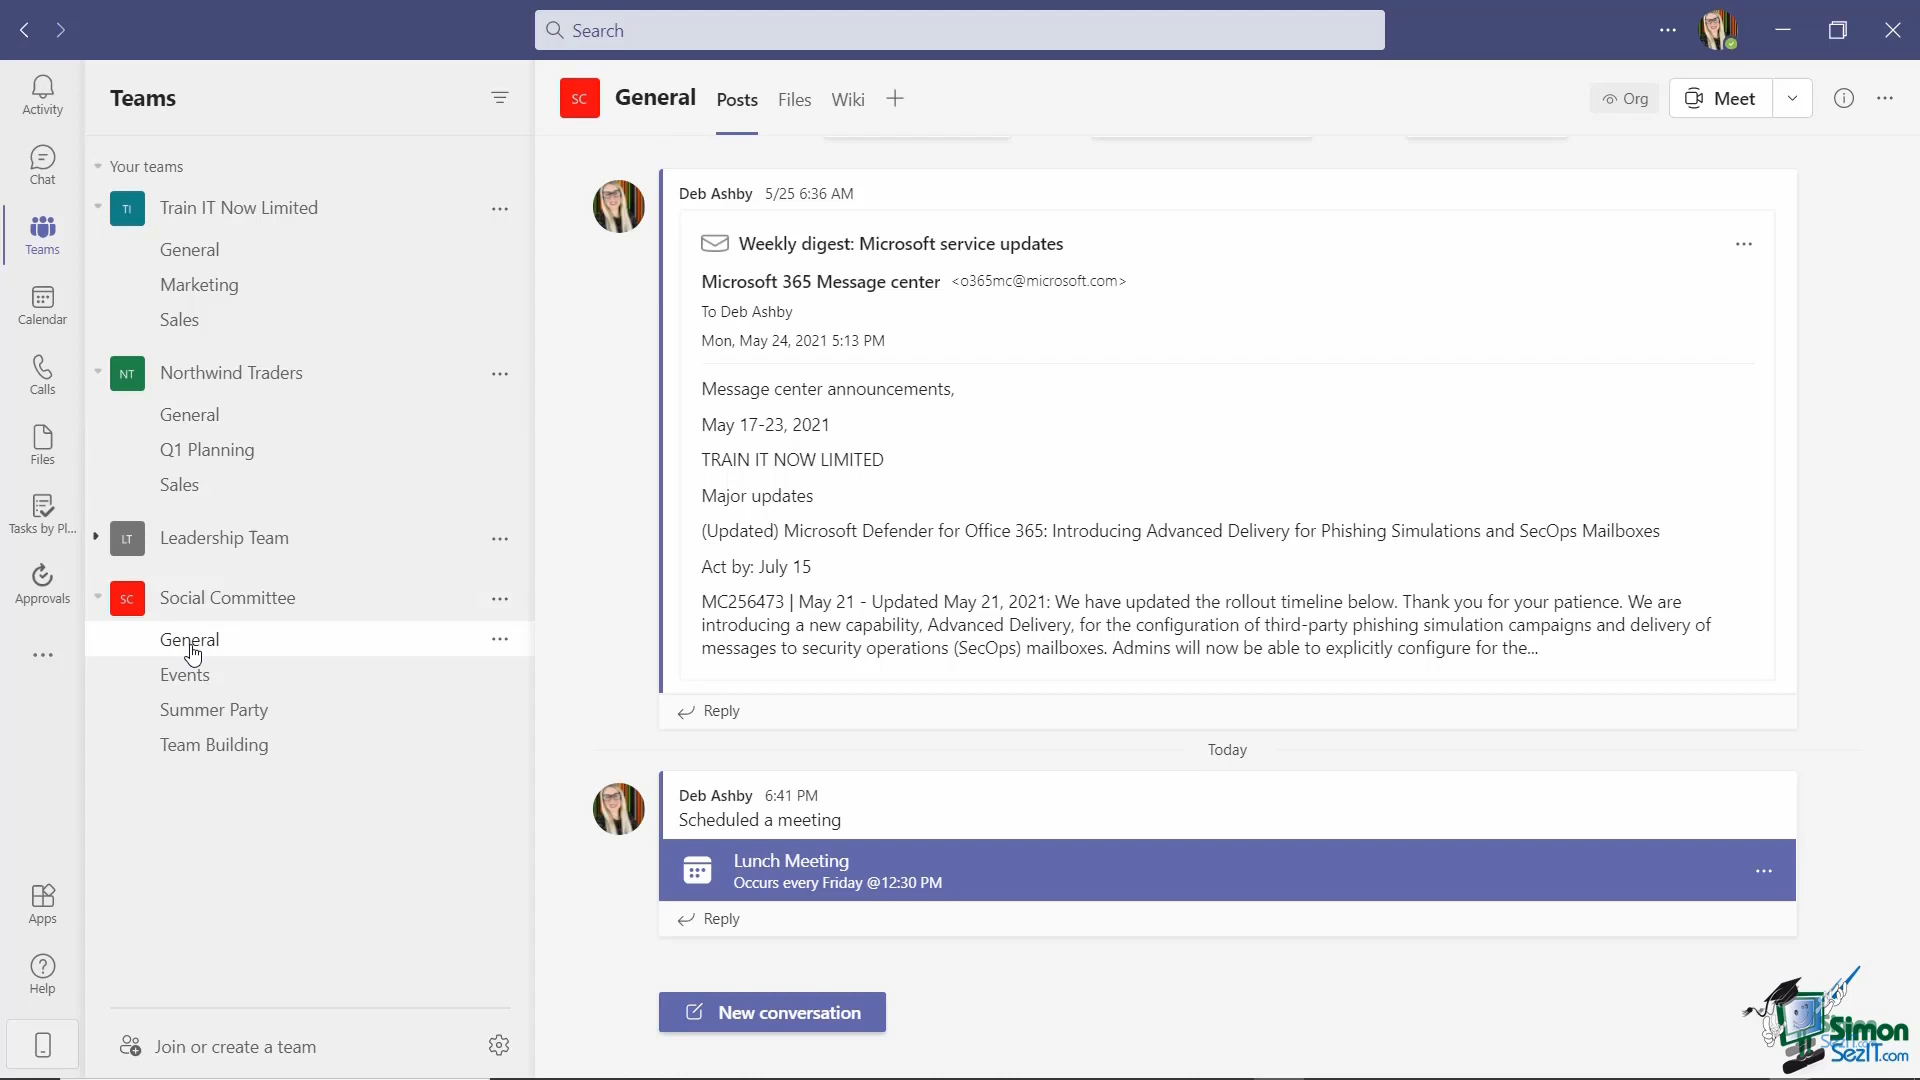 Search
Activity
Chat
Teams
Calendar
Calls
Files
Tasks by Pl...
Approvals
Apps
Help
Teams
Your teams
TI Train IT Now Limited
General
Marketing
Sales
NT Northwind Traders
General
Q1 Planning
Sales
LT Leadership Team
SC Social Committee
General
Events
Summer Party
Team Building
Join or create a team
SC General Posts Files Wiki
Org Meet
Deb Ashby 5/25 6:36 AM
Weekly digest: Microsoft service updates
Microsoft 365 Message center <o365mc@microsoft.com>
To Deb Ashby
Mon, May 24, 2021 5:13 PM
Message center announcements,
May 17-23, 2021
TRAIN IT NOW LIMITED
Major updates
(Updated) Microsoft Defender for Office 365: Introducing Advanced Delivery for Phishing Simulations and SecOps Mailboxes
Act by: July 15
MC256473 | May 21 - Updated May 21, 2021: We have updated the rollout timeline below. Thank you for your patience. We are
introducing a new capability, Advanced Delivery, for the configuration of third-party phishing simulation campaigns and delivery of
messages to security operations (SecOps) mailboxes. Admins will now be able to explicitly configure for the...
Reply
Today
Deb Ashby 6:41 PM
Scheduled a meeting
Lunch Meeting
Occurs every Friday @12:30 PM
Reply
New conversation
Simon
SezIT.com